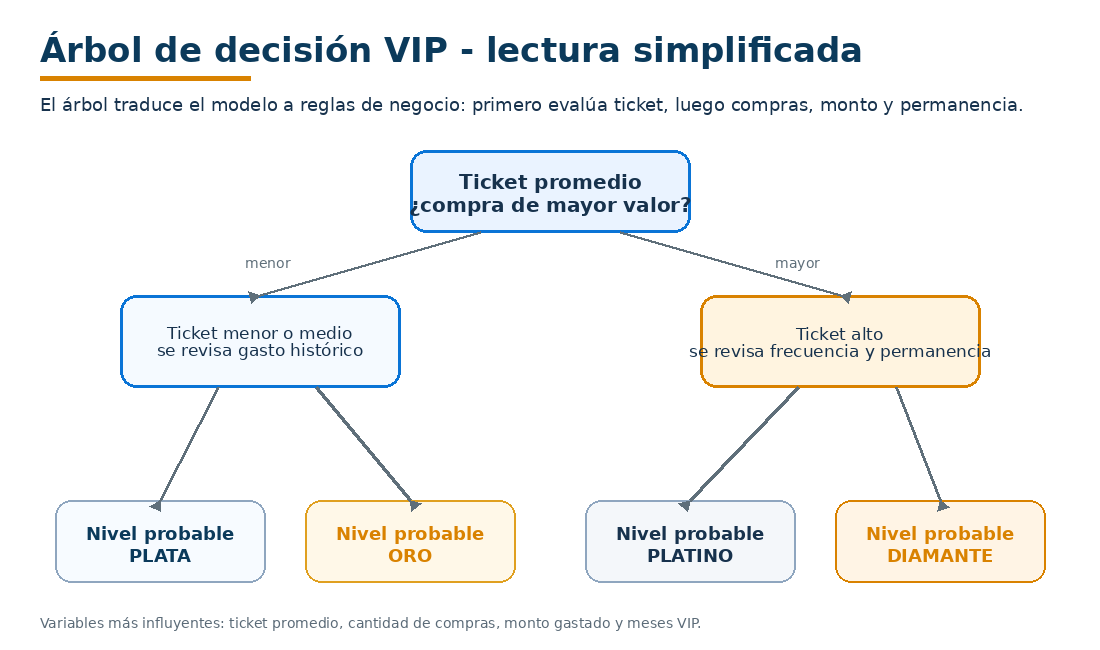 Árbol de decisión VIP - lectura simplificada
El árbol traduce el modelo a reglas de negocio: primero evalúa ticket, luego compras, monto y permanencia.
Ticket promedio
¿compra de mayor valor?
menor
mayor
Ticket menor o medio
se revisa gasto histórico
Ticket alto
se revisa frecuencia y permanencia
Nivel probable
PLATA
Nivel probable
ORO
Nivel probable
PLATINO
Nivel probable
DIAMANTE
Variables más influyentes: ticket promedio, cantidad de compras, monto gastado y meses VIP.